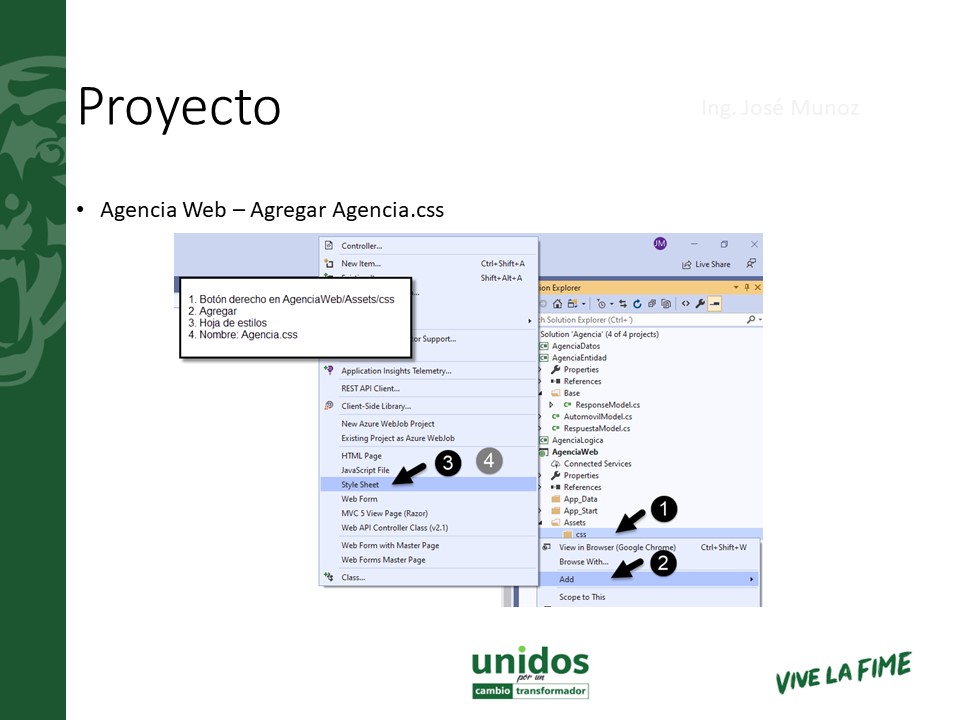 Proyecto
Ing. José Munoz
• Agencia Web – Agregar Agencia.css
JM
Live Share
Controller...
New Item... Ctrl+Shift+A
Shift+Alt+A
1. Botón derecho en AgenciaWeb/Assets/css
2. Agregar
3. Hoja de estilos
4. Nombre: Agencia.css
Support...
Application Insights Telemetry...
REST API Client...
Client-Side Library...
New Azure WebJob Project
Existing Project as Azure WebJob
HTML Page
JavaScript File
Style Sheet
Web Form
MVC 5 View Page (Razor)
Web API Controller Class (v2.1)
Web Form with Master Page
Web Forms Master Page
Class...
3
4
ion Explorer
ch Solution Explorer (Ctrl+´)
Solution 'Agencia' (4 of 4 projects)
AgenciaDatos
AgenciaEntidad
Properties
References
Base
ResponseModel.cs
AutomovilModel.cs
RespuestaModel.cs
AgenciaLogica
AgenciaWeb
Connected Services
Properties
References
App_Data
App_Start
Assets
css
1
View in Browser (Google Chrome) Ctrl+Shift+W
Browse With...
2
Add
Scope to This
unidos
por un
cambio transformador
VIVE LA FIME